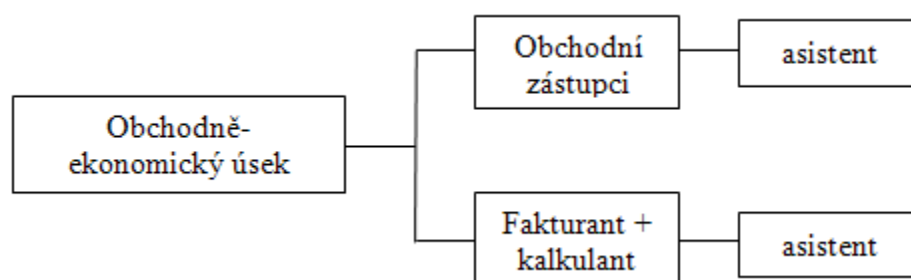 Obchodní
zástupci
asistent
Obchodně-
ekonomický úsek
Fakturant +
kalkulant
asistent